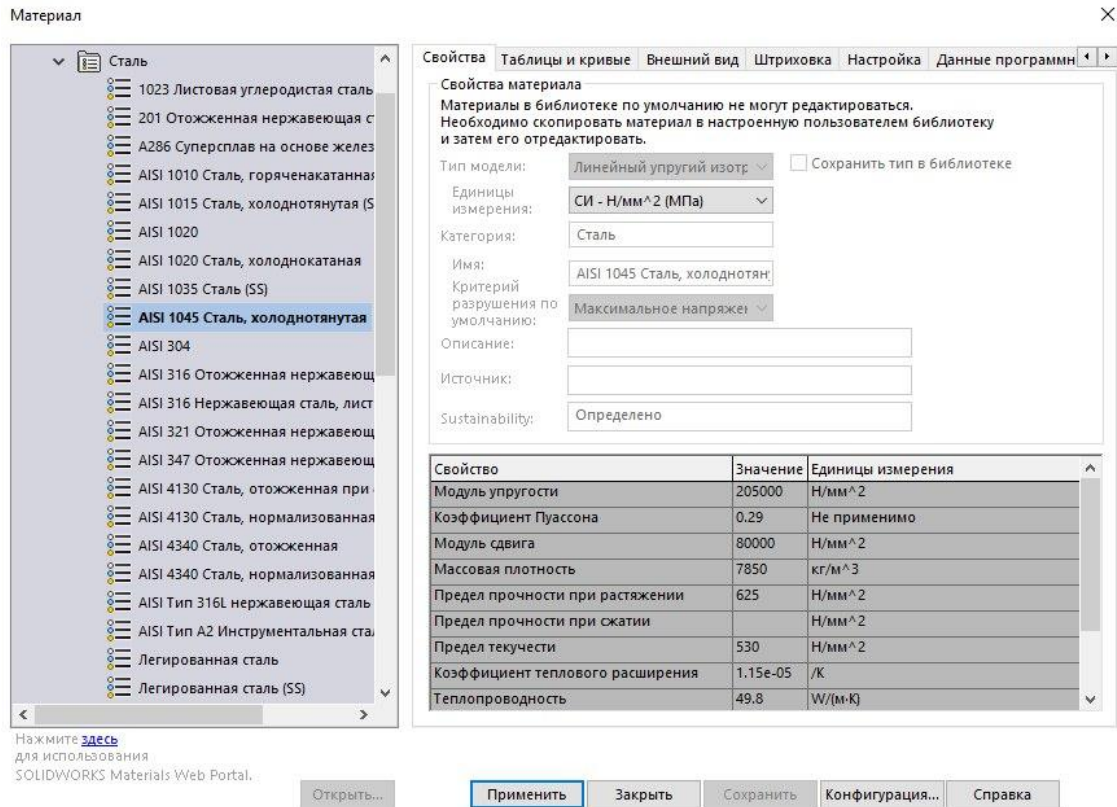 Материал
Сталь
1023 Листовая углеродистая сталь
201 Отожженная нержавеющая ст
A286 Суперсплав на основе желез
AISI 1010 Сталь, горяченакатанная
AISI 1015 Сталь, холоднотянутая (S
AISI 1020
AISI 1020 Сталь, холоднокатаная
AISI 1035 Сталь (SS)
AISI 1045 Сталь, холоднотянутая
AISI 304
AISI 316 Отожженная нержавеющ
AISI 316 Нержавеющая сталь, лист
AISI 321 Отожженная нержавеющ
AISI 347 Отожженная нержавеющ
AISI 4130 Сталь, отожженная при
AISI 4130 Сталь, нормализованная
AISI 4340 Сталь, отожженная
AISI 4340 Сталь, нормализованная
AISI Тип 316L нержавеющая сталь
AISI Тип A2 Инструментальная ста
Легированная сталь
Легированная сталь (SS)
Нажмите здесь
для использования
SOLIDWORKS Materials Web Portal.
Свойства Таблицы и кривые Внешний вид Штриховка Настройка Данные программн
Свойства материала
Материалы в библиотеке по умолчанию не могут редактироваться.
Необходимо скопировать материал в настроенную пользователем библиотеку
и затем его отредактировать.
Тип модели: Линейный упругий изотр Сохранить тип в библиотеке
Единицы
измерения: СИ - Н/мм^2 (МПа)
Категория: Сталь
Имя: AISI 1045 Сталь, холоднотян
Критерий
разрушения по
умолчанию: Максимальное напряжен
Описание:
Источник:
Sustainability: Определено
Свойство Значение Единицы измерения
Модуль упругости 205000 Н/мм^2
Коэффициент Пуассона 0.29 Не применимо
Модуль сдвига 80000 Н/мм^2
Массовая плотность 7850 кг/м^3
Предел прочности при растяжении 625 Н/мм^2
Предел прочности при сжатии Н/мм^2
Предел текучести 530 Н/мм^2
Коэффициент теплового расширения 1.15e-05 /K
Теплопроводность 49.8 W/(м·K)
Открыть... Применить Закрыть Сохранить Конфигурация... Справка